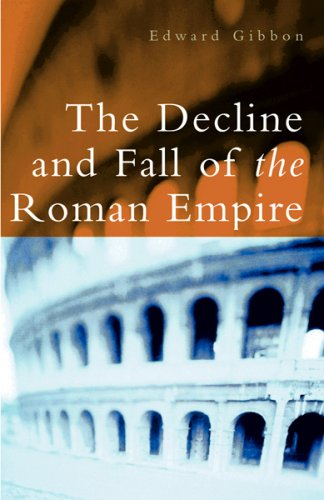 Edward Gibbon
The Decline
and Fall of the
Roman Empire